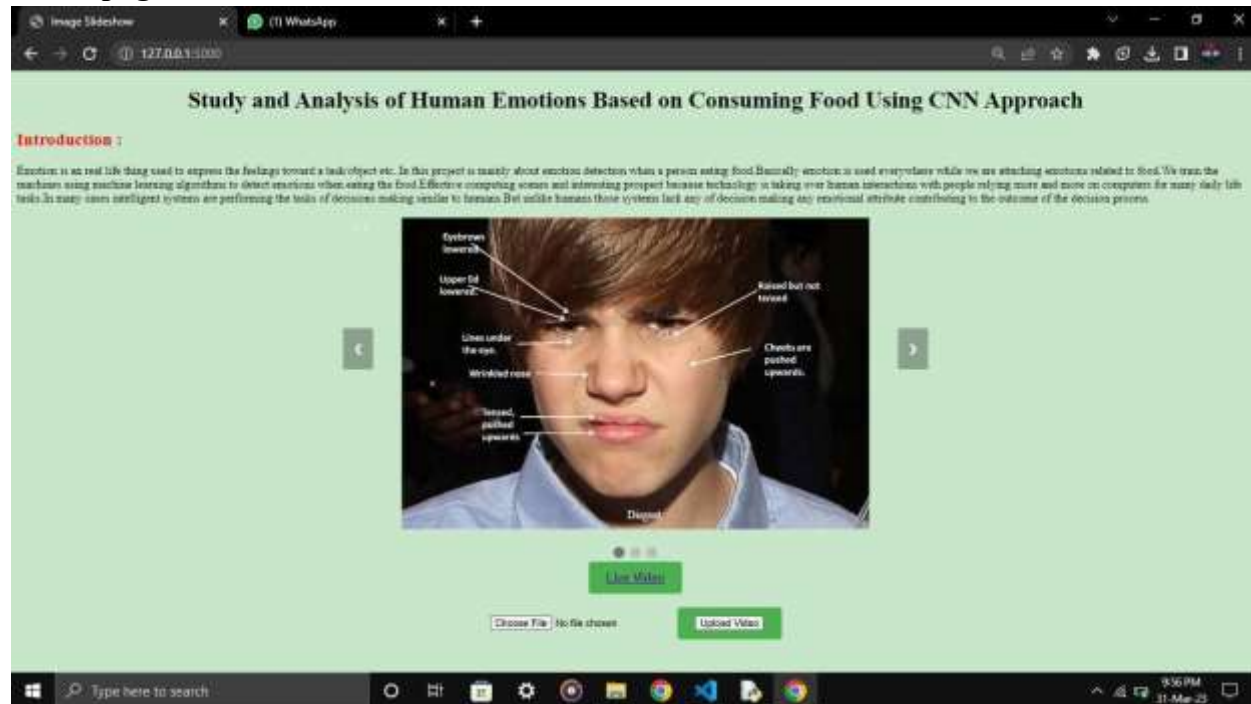 Image Slideshow
(1) WhatsApp
127.0.0.1:5000
Study and Analysis of Human Emotions Based on Consuming Food Using CNN Approach
Introduction :
Emotion is an real life thing used to express the feelings toward a task/object etc. In this project is mainly about emotion detection when a person eating food.Basically emotion is used everywhere while we are attaching emotions related to food.We train the
machines using machine learning algorithms to detect emotions when eating the food.Effective computing and interesting prospect because technology is taking over human interactions with people relying more and more on computers for many daily life
tasks.In many cases intelligent systems are performing the tasks of decisions making similar to humans.But unlike humans those systems lack any of decision making any emotional attribute contributing to the outcome of the decision process.
Eyebrows
lowered.
Upper lid
lowered.
Raised but not
tensed
Lines under
the eye.
Cheeks are
pushed
upwards.
Wrinkled nose
Tensed,
pushed
upwards
Disgust
Live Video
Choose File No file chosen
Upload Video
Type here to search
9:56 PM
31-Mar-23